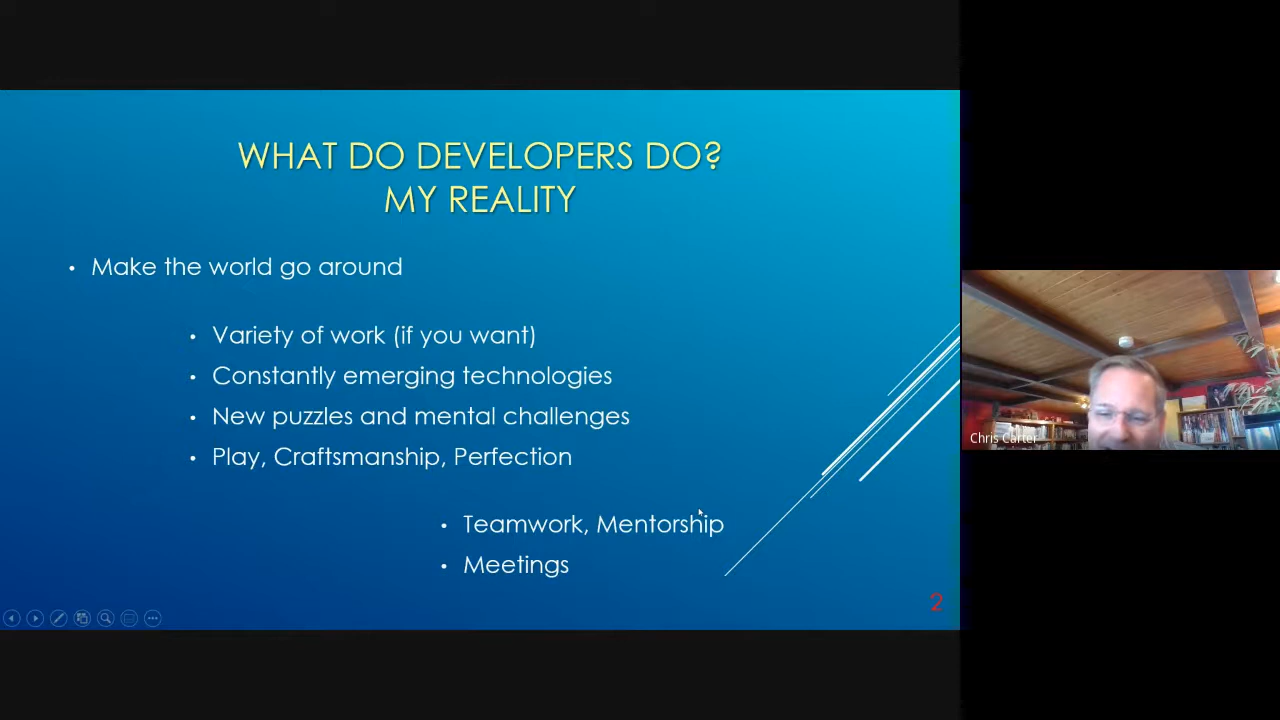 WHAT DO DEVELOPERS DO?
MY REALITY
• Make the world go around
• Variety of work (if you want)
• Constantly emerging technologies
• New puzzles and mental challenges
• Play, Craftsmanship, Perfection
• Teamwork, Mentorship
• Meetings
2
Chris Carter